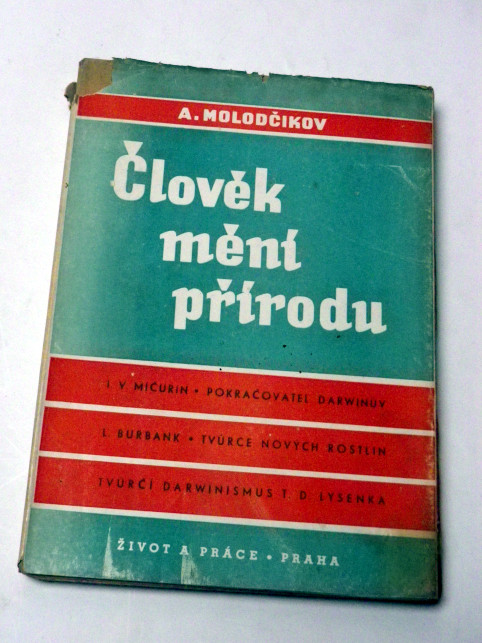 A. MOLODČIKOV
Člověk
mění
přírodu
I. V. MIČURIN • POKRAČOVATEL DARWINŮV
L. BURBANK • TVŮRCE NOVÝCH ROSTLIN
TVŮRČÍ DARWINISMUS T. D. LYSENKA
ŽIVOT A PRÁCE • PRAHA